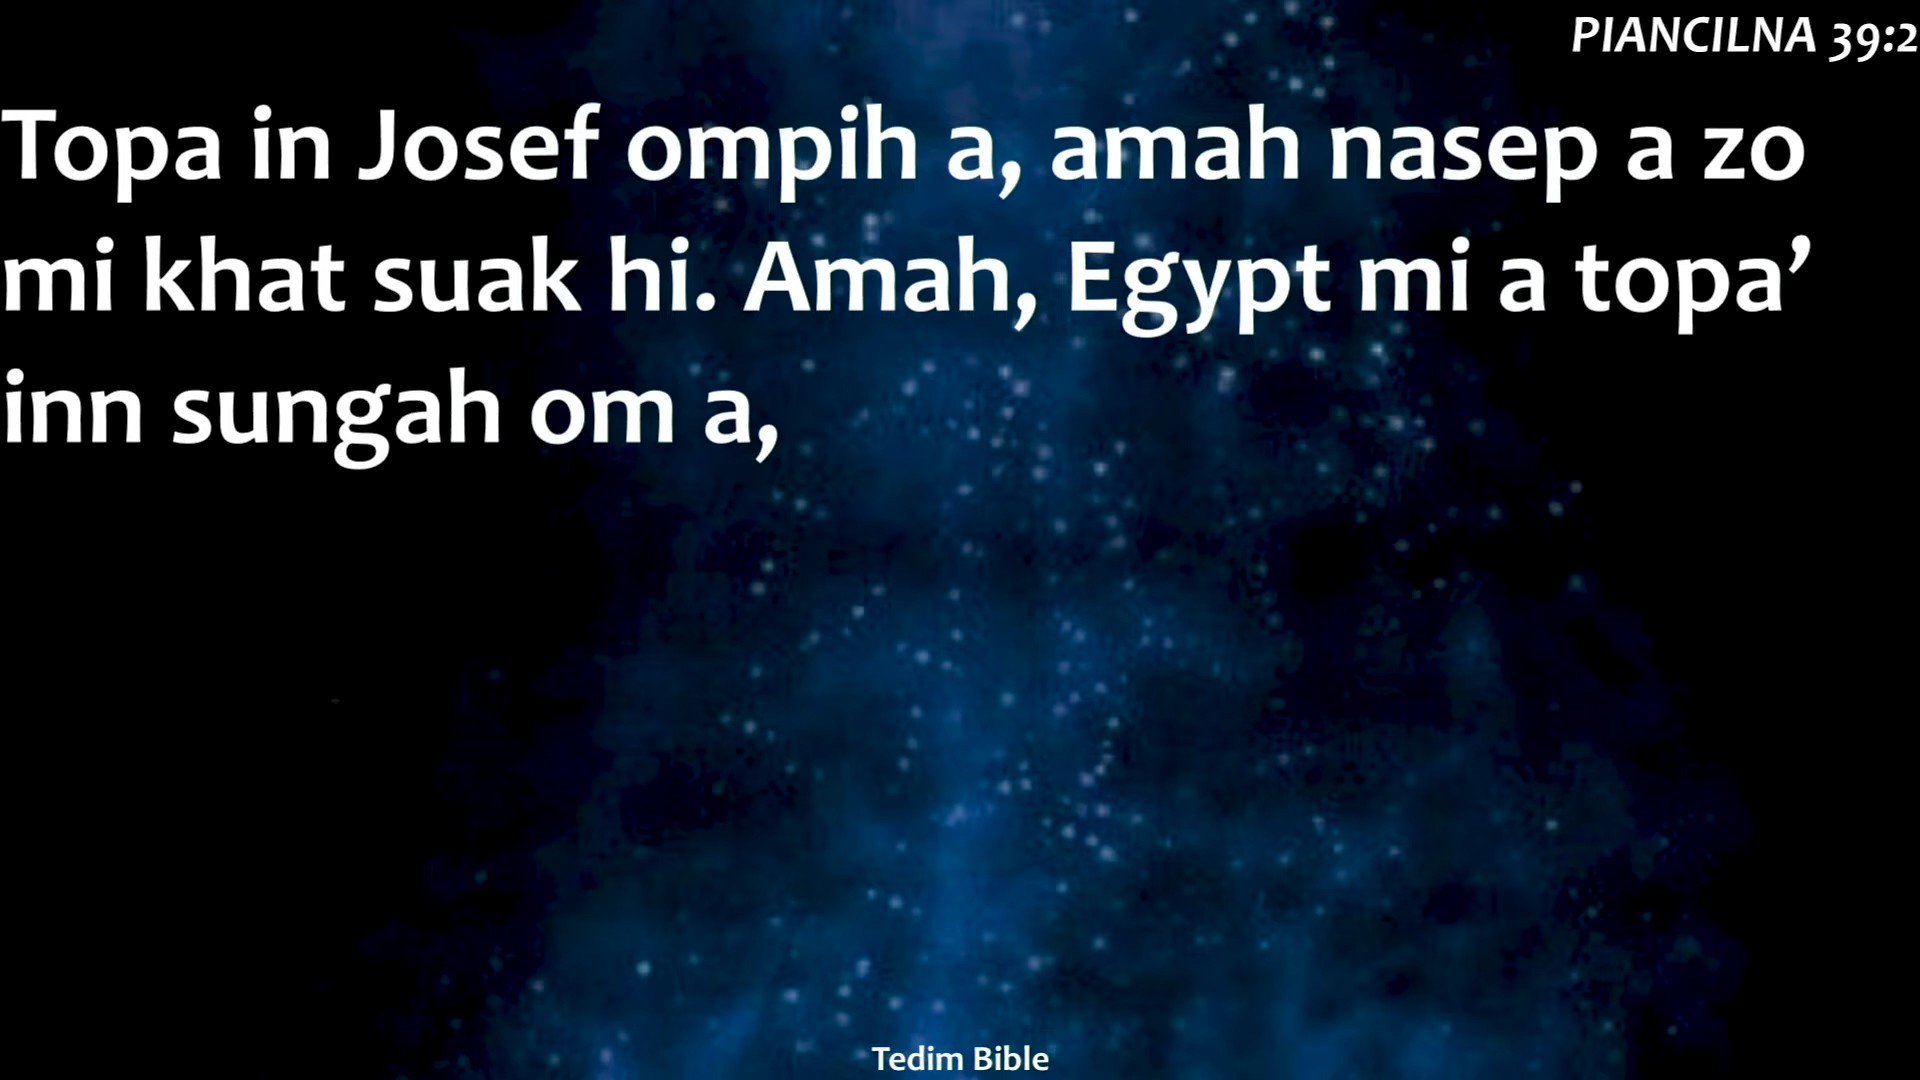 PIANCILNA 39:2
Topa in Josef ompih a, amah nasep a zo
mi khat suak hi. Amah, Egypt mi a topa’
inn sungah om a,
Tedim Bible